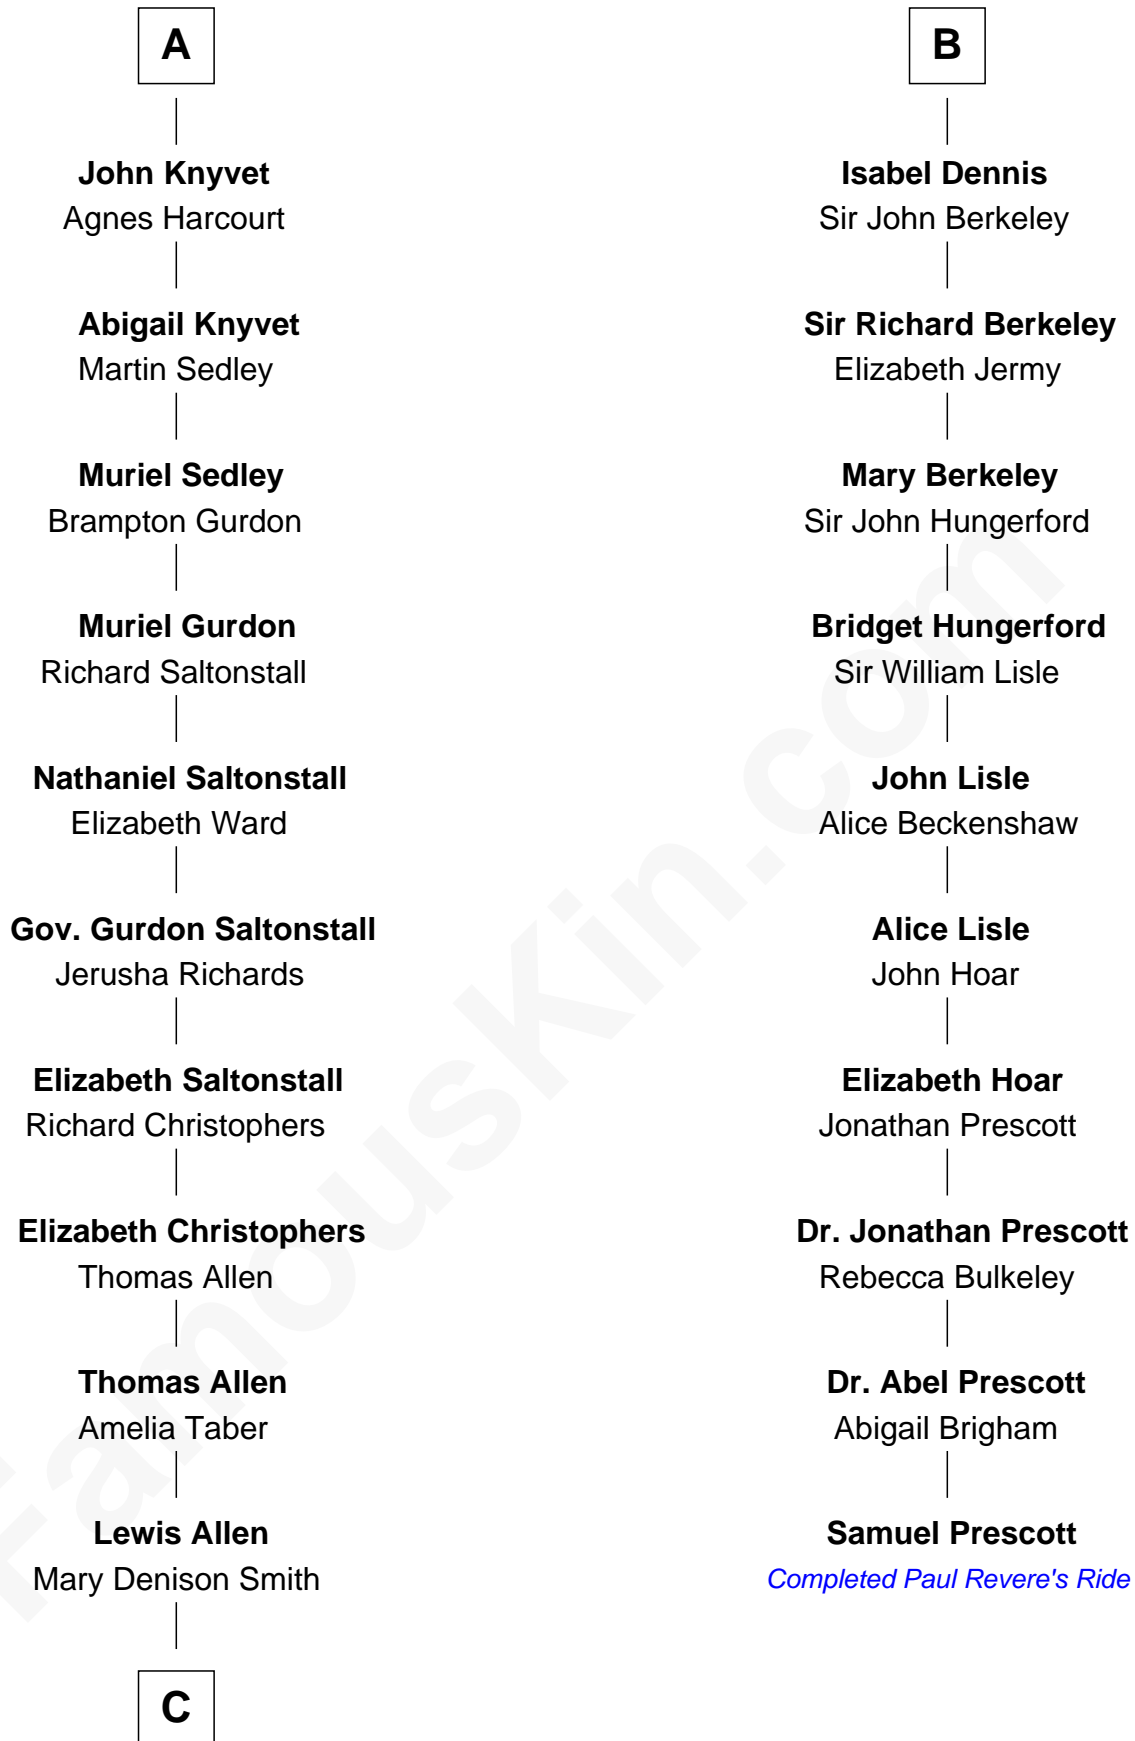 A
John Knyvet
Agnes Harcourt
Abigail Knyvet
Martin Sedley
Muriel Sedley
Brampton Gurdon
Muriel Gurdon
Richard Saltonstall
Nathaniel Saltonstall
Elizabeth Ward
Gov. Gurdon Saltonstall
Jerusha Richards
Elizabeth Saltonstall
Richard Christophers
Elizabeth Christophers
Thomas Allen
Thomas Allen
Amelia Taber
Lewis Allen
Mary Denison Smith
C
B
Isabel Dennis
Sir John Berkeley
Sir Richard Berkeley
Elizabeth Jermy
Mary Berkeley
Sir John Hungerford
Bridget Hungerford
Sir William Lisle
John Lisle
Alice Beckenshaw
Alice Lisle
John Hoar
Elizabeth Hoar
Jonathan Prescott
Dr. Jonathan Prescott
Rebecca Bulkeley
Dr. Abel Prescott
Abigail Brigham
Samuel Prescott
Completed Paul Revere's Ride
FamousKin.com